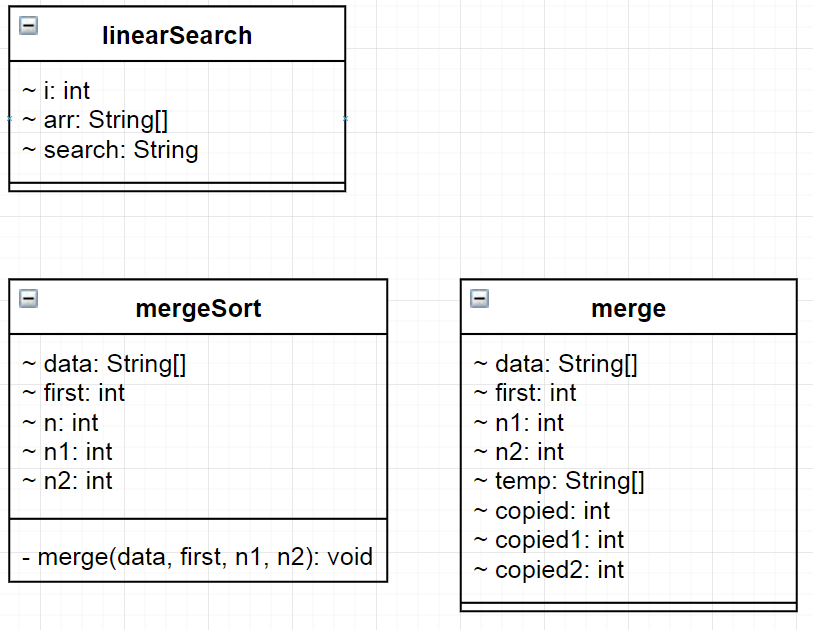 linearSearch
~ i: int
~ arr: String[]
~ search: String
mergeSort
~ data: String[]
~ first: int
~ n: int
~ n1: int
~ n2: int
- merge(data, first, n1, n2): void
merge
~ data: String[]
~ first: int
~ n1: int
~ n2: int
~ temp: String[]
~ copied: int
~ copied1: int
~ copied2: int